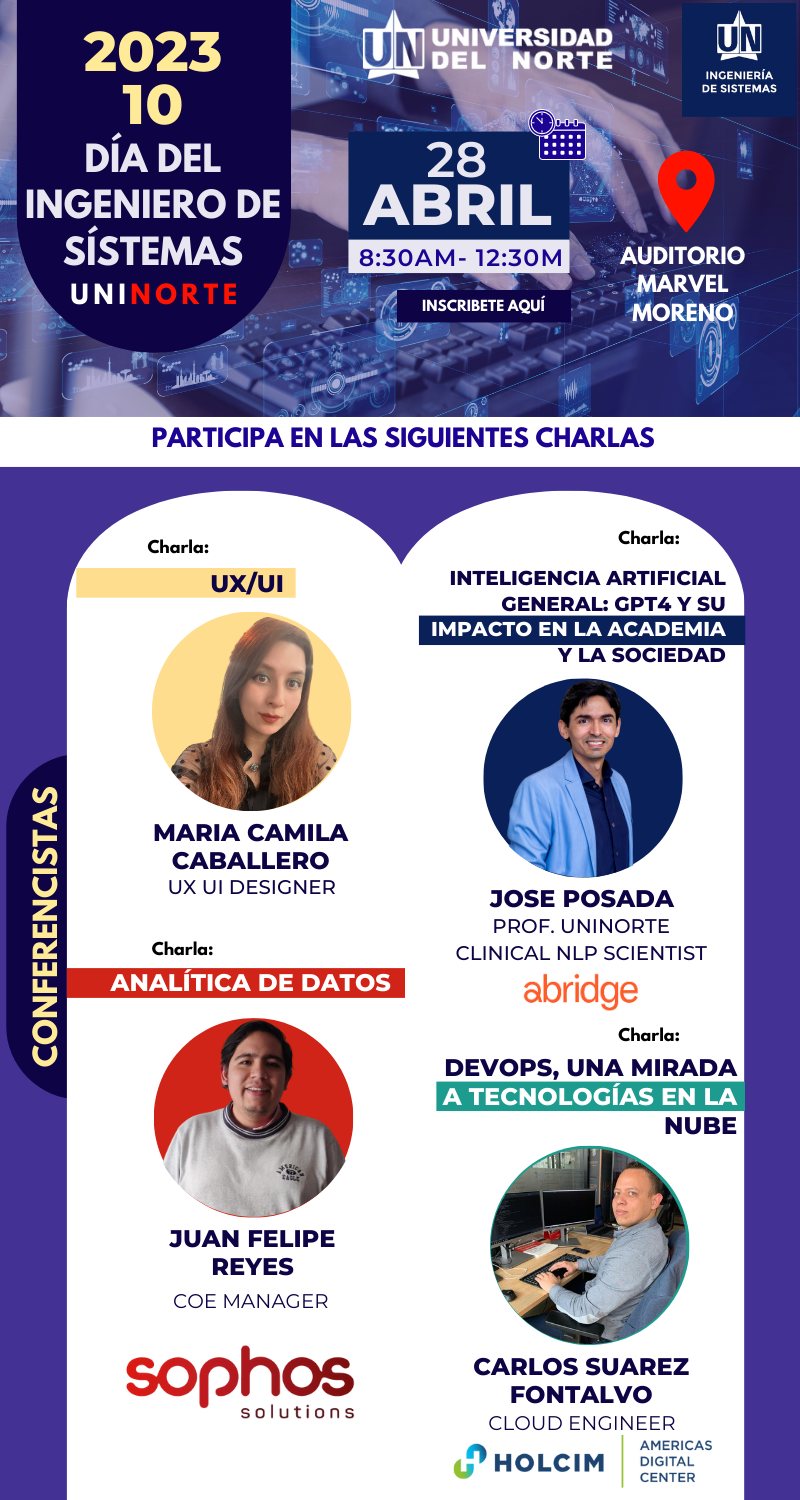 2023
10
DÍA DEL
INGENIERO DE
SÍSTEMAS
UNINORTE
UN UNIVERSIDAD
DEL NORTE
UN
INGENIERÍA
DE SISTEMAS
28
ABRIL
8:30AM- 12:30M
INSCRIBETE AQUÍ
AUDITORIO
MARVEL
MORENO
PARTICIPA EN LAS SIGUIENTES CHARLAS
CONFERENCISTAS
Charla:
UX/UI
MARIA CAMILA
CABALLERO
UX UI DESIGNER
Charla:
ANALÍTICA DE DATOS
AMERICAN
EAGLE
JUAN FELIPE
REYES
COE MANAGER
sophos
solutions
Charla:
INTELIGENCIA ARTIFICIAL
GENERAL: GPT4 Y SU
IMPACTO EN LA ACADEMIA
Y LA SOCIEDAD
JOSE POSADA
PROF. UNINORTE
CLINICAL NLP SCIENTIST
abridge
Charla:
DEVOPS, UNA MIRADA
A TECNOLOGÍAS EN LA
NUBE
CARLOS SUAREZ
FONTALVO
CLOUD ENGINEER
HOLCIM
AMERICAS
DIGITAL
CENTER